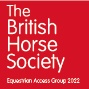 The
British
Horse
Society
Equestrian Access Group 2022